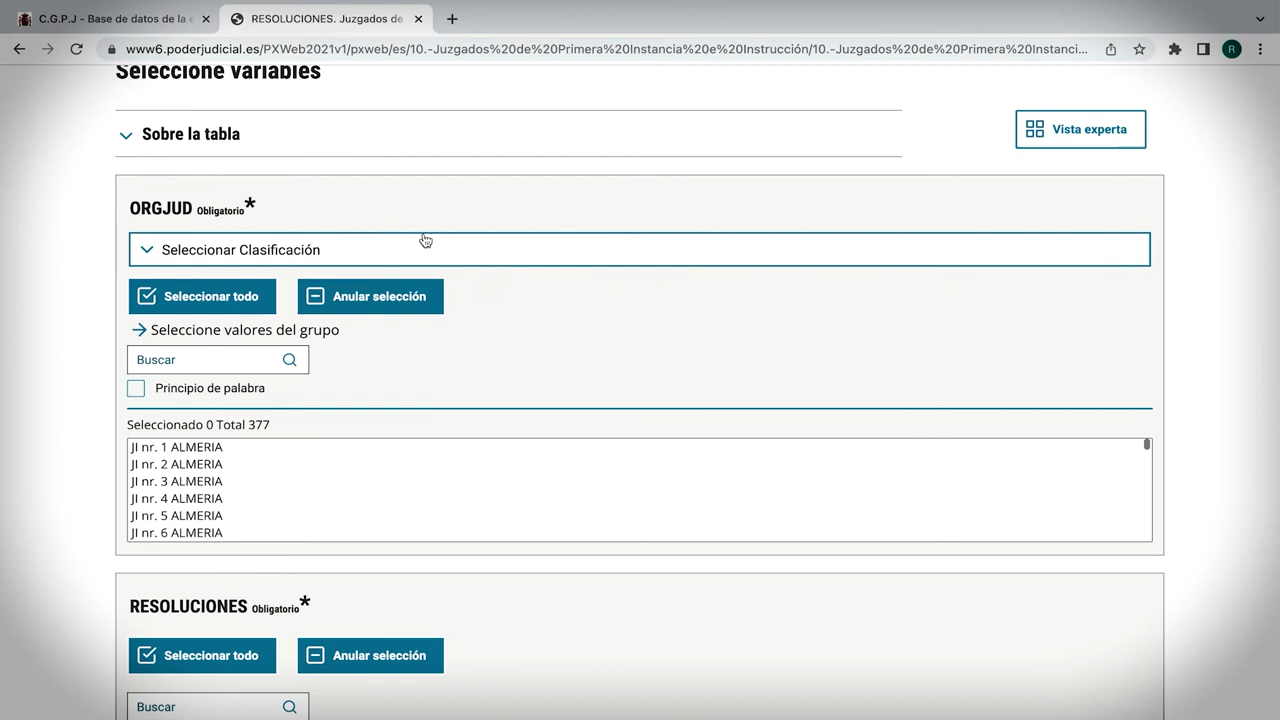 C.G.P.J - Base de datos de la e
RESOLUCIONES. Juzgados de
www6.poderjudicial.es/PXWeb2021v1/pxweb/es/10.-Juzgados%20de%20Primera%20Instancia%20e%20Instrucción/10.-Juzgados%20de%20Primera%20Instanci...
R
Seleccione variables
Sobre la tabla
Vista experta
ORGJUD Obligatorio*
Seleccionar Clasificación
Seleccionar todo
Anular selección
Seleccione valores del grupo
Buscar
Principio de palabra
Seleccionado 0 Total 377
JI nr. 1 ALMERIA
JI nr. 2 ALMERIA
JI nr. 3 ALMERIA
JI nr. 4 ALMERIA
JI nr. 5 ALMERIA
JI nr. 6 ALMERIA
RESOLUCIONES Obligatorio*
Seleccionar todo
Anular selección
Buscar